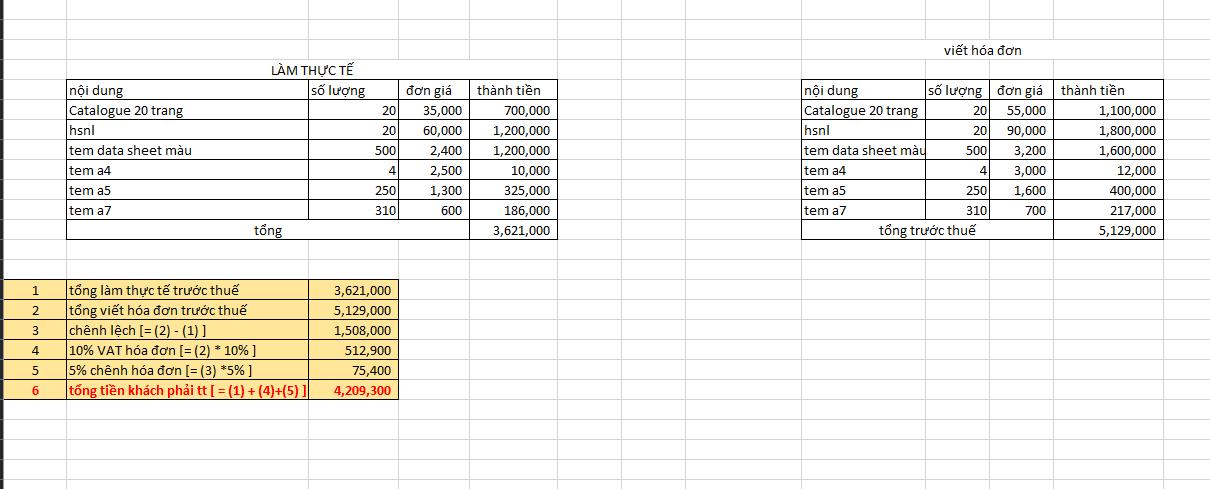 viết hóa đơn
LÀM THỰC TẾ
nội dung số lượng đơn giá thành tiền
Catalogue 20 trang 20 35,000 700,000
hsnl 20 60,000 1,200,000
tem data sheet màu 500 2,400 1,200,000
tem a4 4 2,500 10,000
tem a5 250 1,300 325,000
tem a7 310 600 186,000
tổng 3,621,000
nội dung số lượng đơn giá thành tiền
Catalogue 20 trang 20 55,000 1,100,000
hsnl 20 90,000 1,800,000
tem data sheet màu 500 3,200 1,600,000
tem a4 4 3,000 12,000
tem a5 250 1,600 400,000
tem a7 310 700 217,000
tổng trước thuế 5,129,000
1 tổng làm thực tế trước thuế 3,621,000
2 tổng viết hóa đơn trước thuế 5,129,000
3 chênh lệch [= (2) - (1) ] 1,508,000
4 10% VAT hóa đơn [= (2) * 10% ] 512,900
5 5% chênh hóa đơn [= (3) *5% ] 75,400
6 tổng tiền khách phải tt [ = (1) + (4)+(5) ] 4,209,300